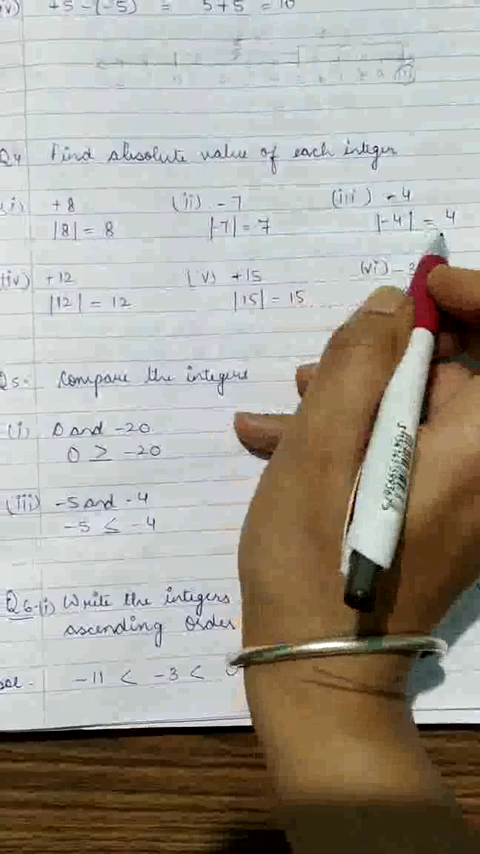 iv) +5-(-5) = 5+5 = 10
Q4 Find absolute value of each integer
(i) +8 (ii) -7 (iii) -4
|8| = 8 |-7| = 7 |-4| = 4
(iv) +12 (v) +15 (vi) -3
|12| = 12 |15| = 15
Q5. Compare the integers
(i) 0 and -20
0 ≥ -20
(iii) -5 and -4
-5 ≤ -4
Q6.(i) Write the integers
ascending order
-11 < -3 <